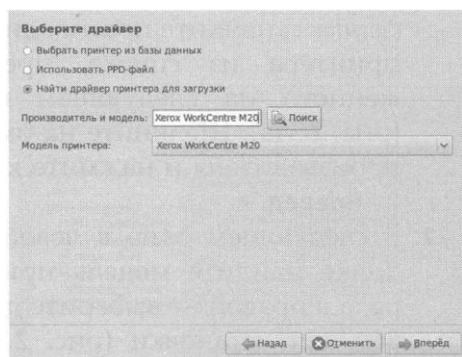 Выберите драйвер
Выбрать принтер из базы данных
Использовать PPD-файл
Найти драйвер принтера для загрузки
Производитель и модель: Xerox WorkCentre M20 Поиск
Модель принтера: Xerox WorkCentre M20
Назад Отменить Вперёд